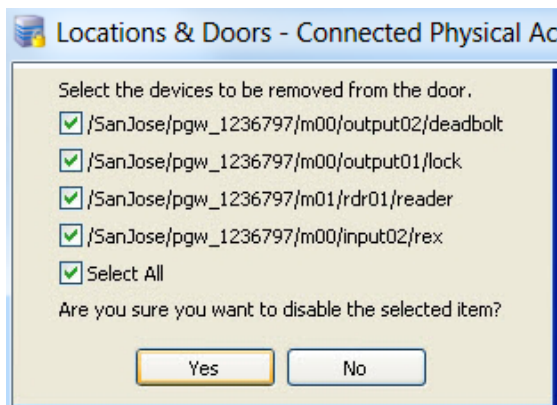 Locations & Doors - Connected Physical Ac
Select the devices to be removed from the door.
/SanJose/pgw_1236797/m00/output02/deadbolt
/SanJose/pgw_1236797/m00/output01/lock
/SanJose/pgw_1236797/m01/rdr01/reader
/SanJose/pgw_1236797/m00/input02/rex
Select All
Are you sure you want to disable the selected item?
Yes No